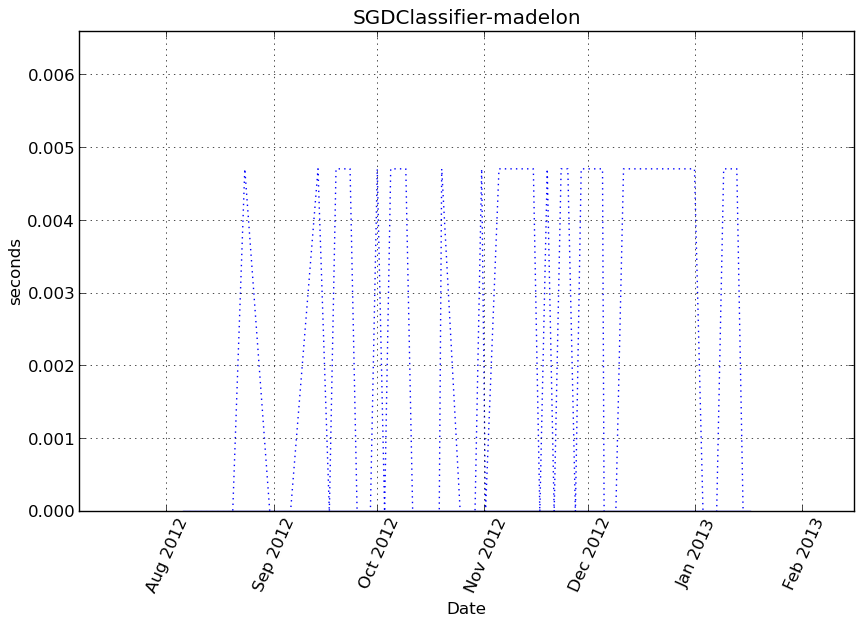 SGDClassifier-madelon
0.006
0.005
0.004
0.003
0.002
0.001
0.000
seconds
Aug 2012
Sep 2012
Oct 2012
Nov 2012
Dec 2012
Jan 2013
Feb 2013
Date